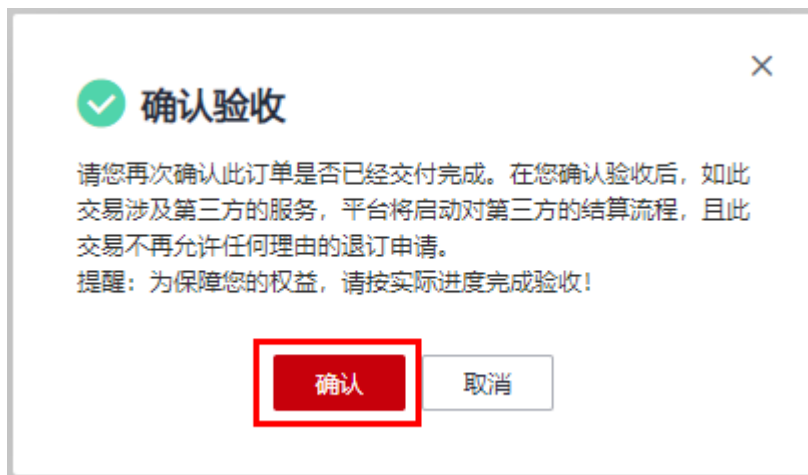 确认验收
请您再次确认此订单是否已经交付完成。在您确认验收后，如此
交易涉及第三方的服务，平台将启动对第三方的结算流程，且此
交易不再允许任何理由的退订申请。
提醒：为保障您的权益，请按实际进度完成验收！
确认 取消